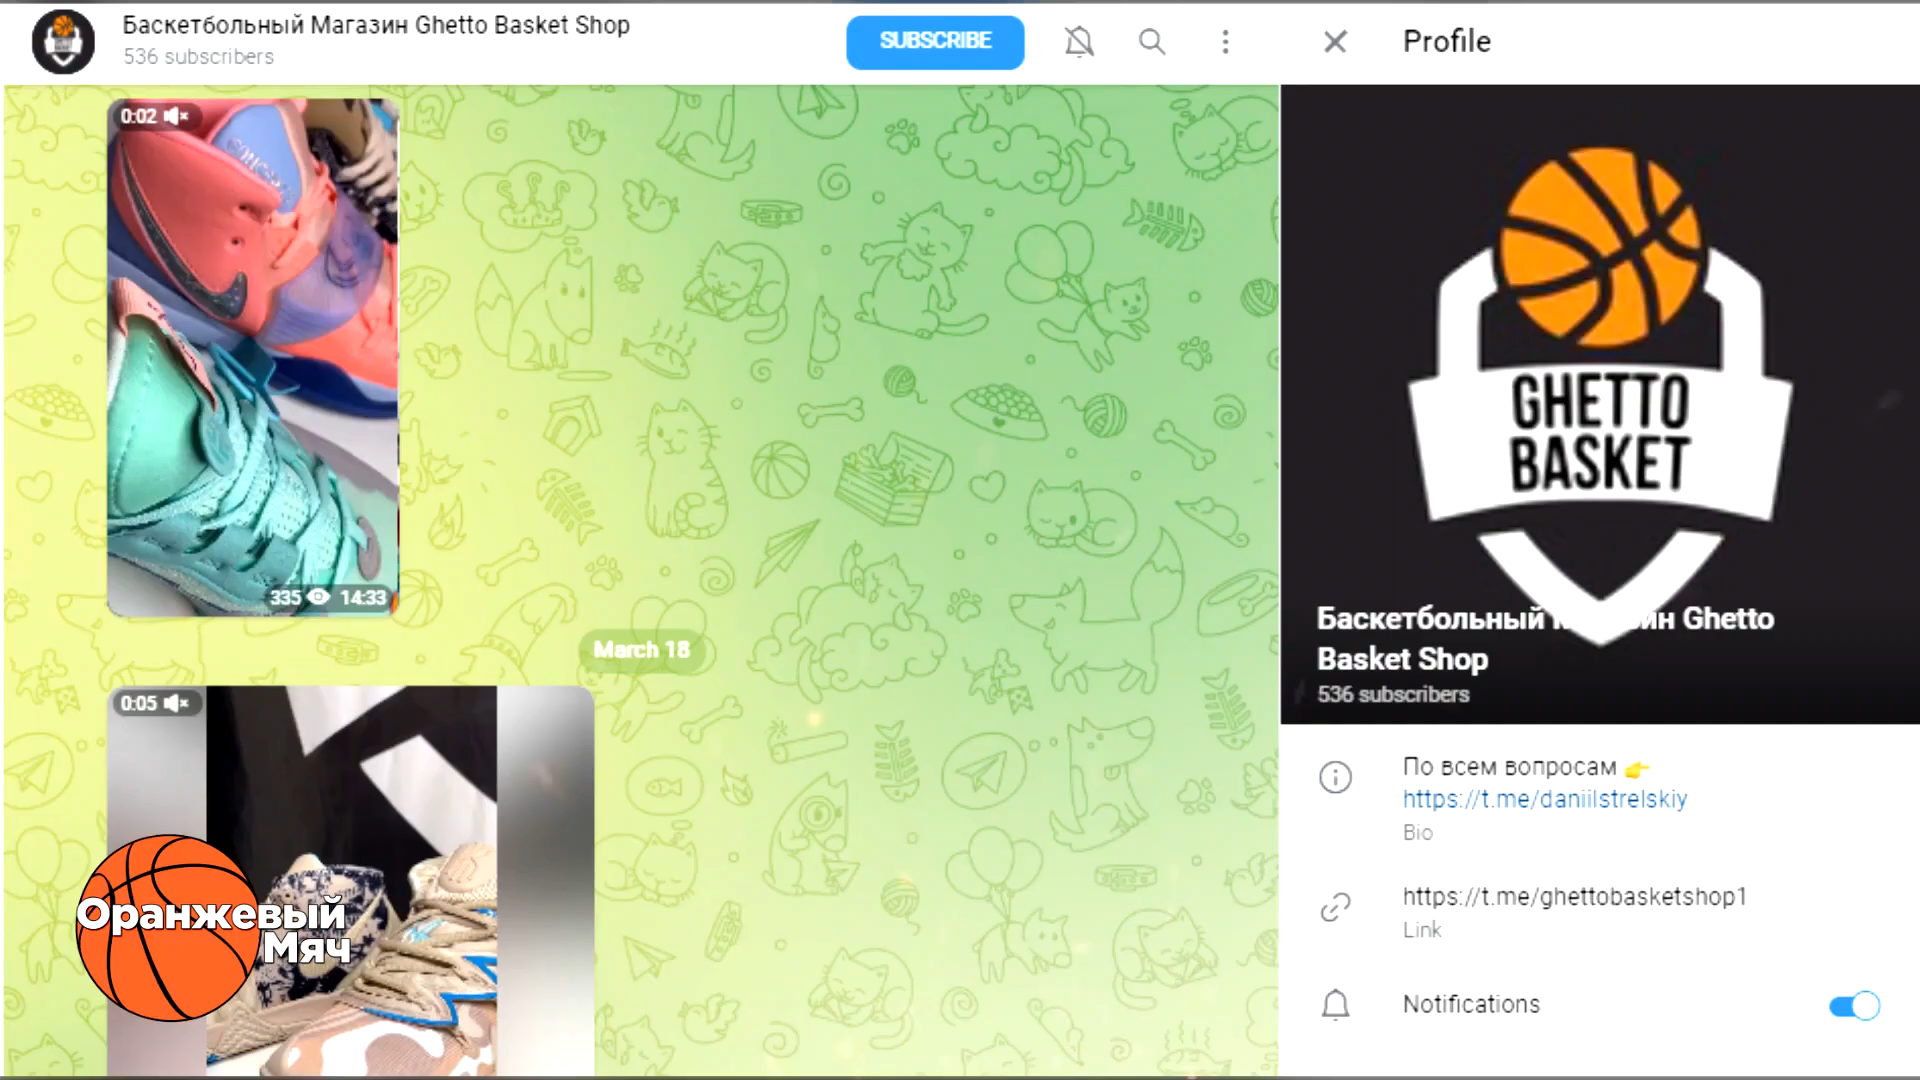 Баскетбольный Магазин Ghetto Basket Shop
536 subscribers
SUBSCRIBE
Profile
0:02
335 14:33
March 18
0:05
Оранжевый
Мяч
GHETTO
BASKET
Баскетбольный Ghetto
Basket Shop
536 subscribers
По всем вопросам 👉
https://t.me/daniilstrelskiy
Bio
https://t.me/ghettobasketshop1
Link
Notifications